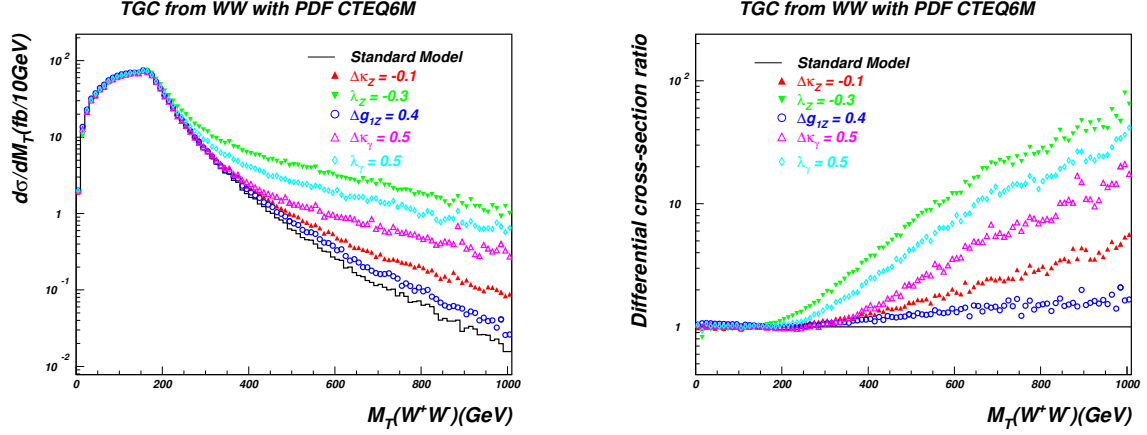 TGC from WW with PDF CTEQ6M
dσ/dM_T(fb/10GeV)
10²
10
1
10⁻¹
10⁻²
Standard Model
Δκ_Z = -0.1
λ_Z = -0.3
Δg_1Z = 0.4
Δκ_γ = 0.5
λ_γ = 0.5
0 200 400 600 800 1000
M_T(W⁺W⁻)(GeV)
TGC from WW with PDF CTEQ6M
Differential cross-section ratio
10²
10
1
Standard Model
Δκ_Z = -0.1
λ_Z = -0.3
Δg_1Z = 0.4
Δκ_γ = 0.5
λ_γ = 0.5
0 200 400 600 800 1000
M_T(W⁺W⁻)(GeV)